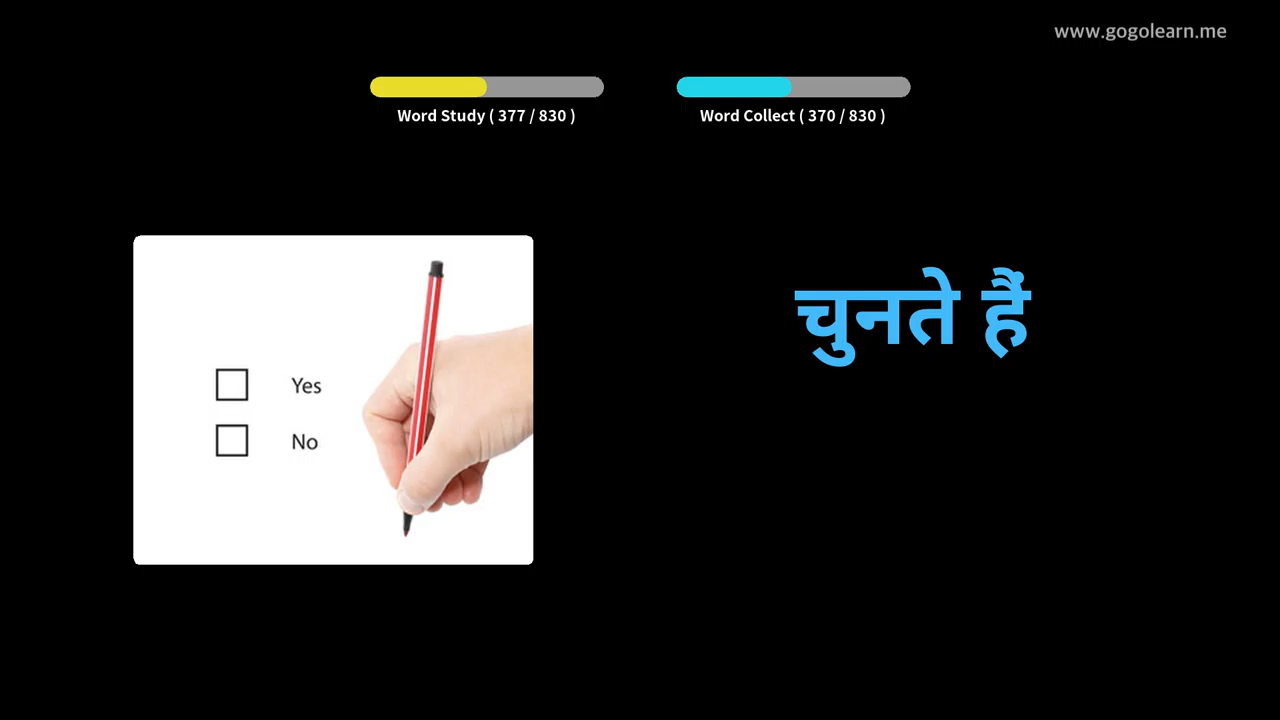 www.gogolearn.me
Word Study ( 377 / 830 )
Word Collect ( 370 / 830 )
Yes
No
चुनते हैं